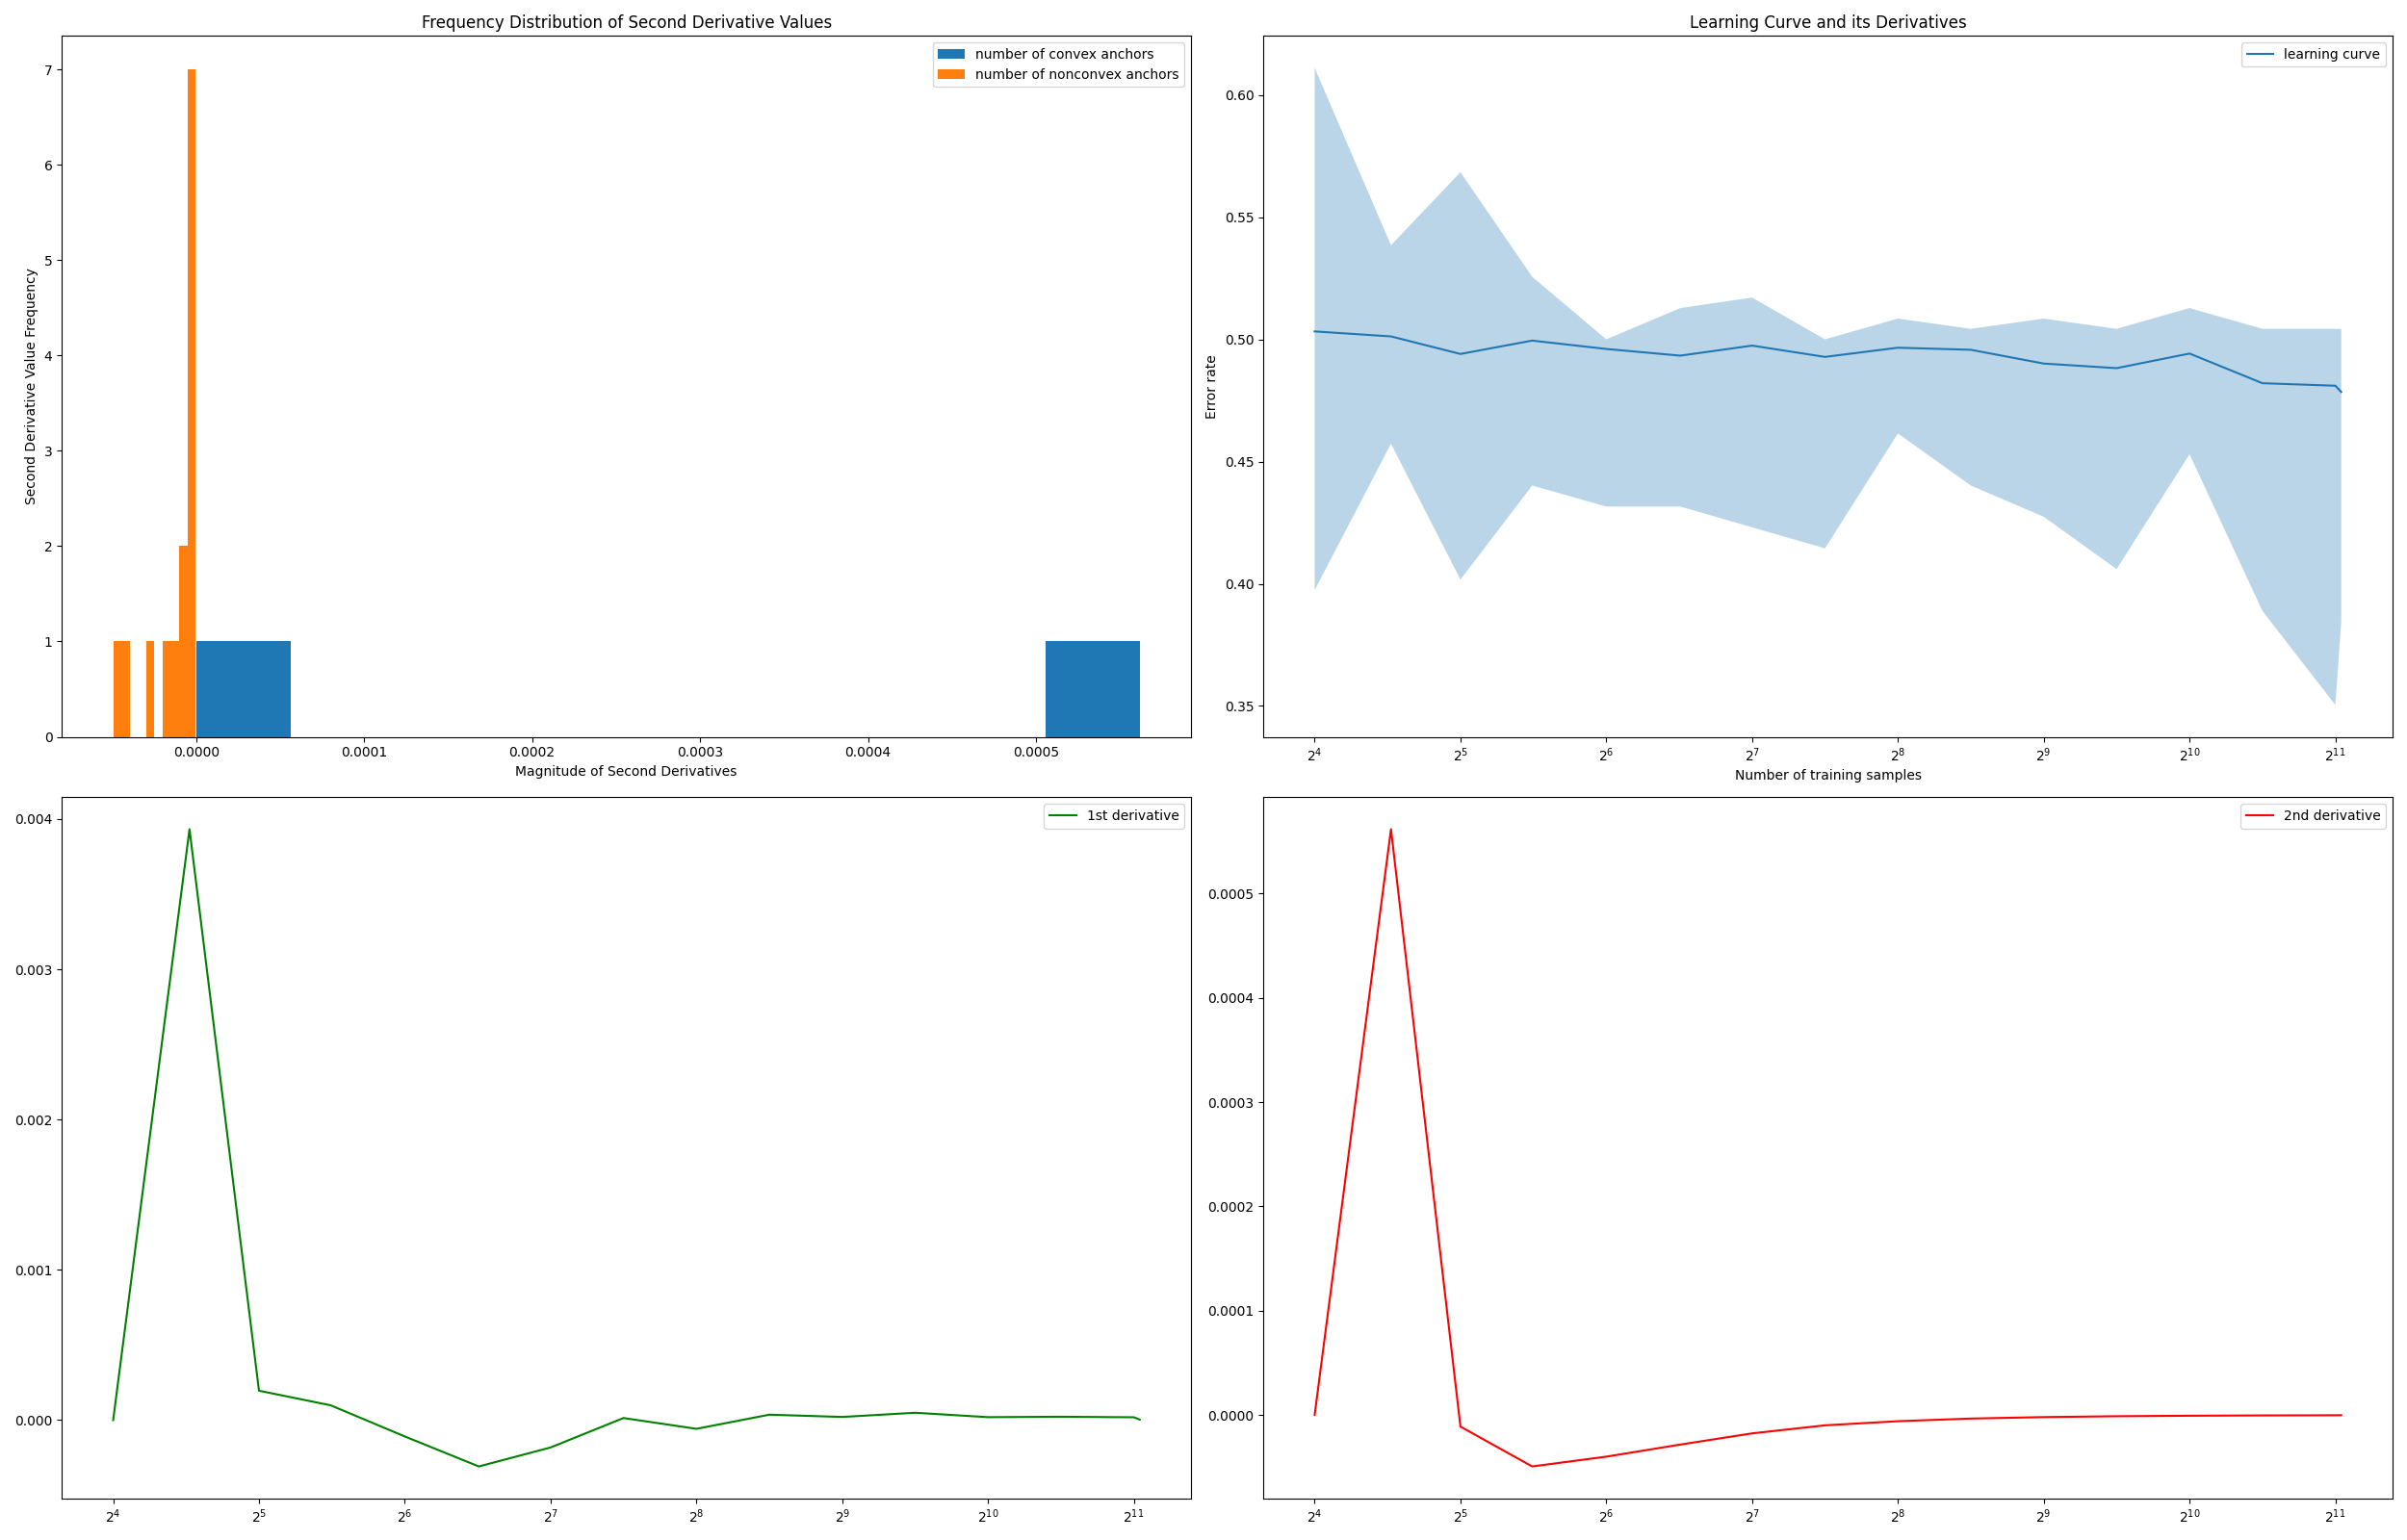 Frequency Distribution of Second Derivative Values
number of convex anchors
number of nonconvex anchors
Second Derivative Value Frequency
7
6
5
4
3
2
1
0
0.0000 0.0001 0.0002 0.0003 0.0004 0.0005
Magnitude of Second Derivatives
Learning Curve and its Derivatives
learning curve
Error rate
0.60
0.55
0.50
0.45
0.40
0.35
2^4 2^5 2^6 2^7 2^8 2^9 2^10 2^11
Number of training samples
1st derivative
0.004
0.003
0.002
0.001
0.000
2^4 2^5 2^6 2^7 2^8 2^9 2^10 2^11
2nd derivative
0.0005
0.0004
0.0003
0.0002
0.0001
0.0000
2^4 2^5 2^6 2^7 2^8 2^9 2^10 2^11